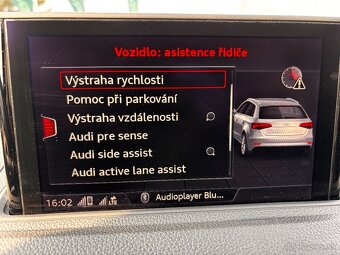 Vozidlo: asistence řidiče
Výstraha rychlosti
Pomoc při parkování
Výstraha vzdálenosti
Audi pre sense
Audi side assist
Audi active lane assist
16:02
LTE
Audioplayer Blu...